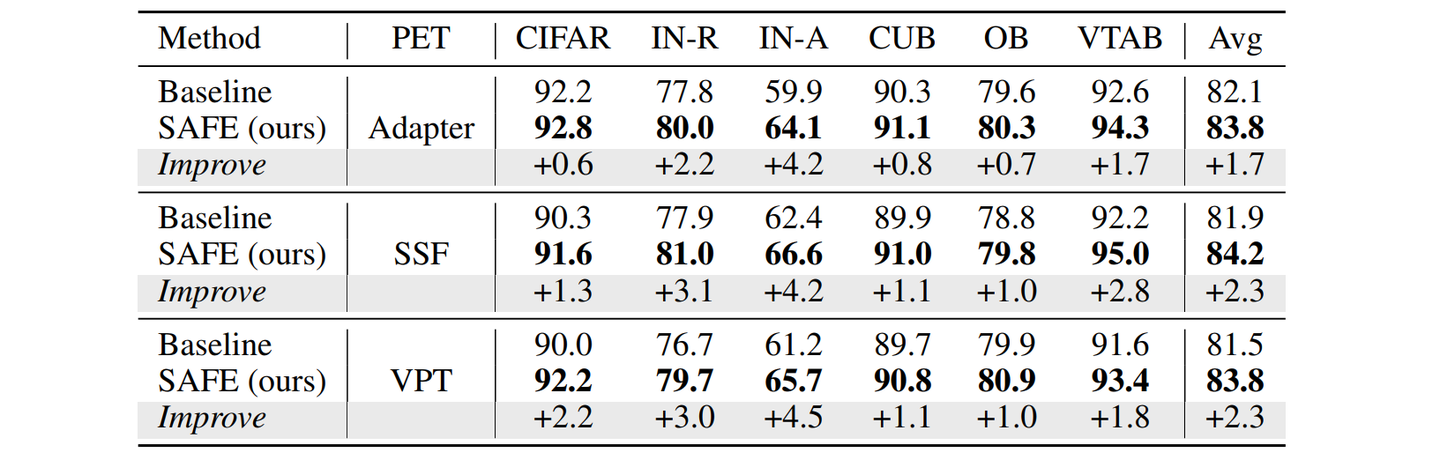 Method PET CIFAR IN-R IN-A CUB OB VTAB Avg
Baseline 92.2 77.8 59.9 90.3 79.6 92.6 82.1
SAFE (ours) Adapter 92.8 80.0 64.1 91.1 80.3 94.3 83.8
Improve +0.6 +2.2 +4.2 +0.8 +0.7 +1.7 +1.7
Baseline 90.3 77.9 62.4 89.9 78.8 92.2 81.9
SAFE (ours) SSF 91.6 81.0 66.6 91.0 79.8 95.0 84.2
Improve +1.3 +3.1 +4.2 +1.1 +1.0 +2.8 +2.3
Baseline 90.0 76.7 61.2 89.7 79.9 91.6 81.5
SAFE (ours) VPT 92.2 79.7 65.7 90.8 80.9 93.4 83.8
Improve +2.2 +3.0 +4.5 +1.1 +1.0 +1.8 +2.3